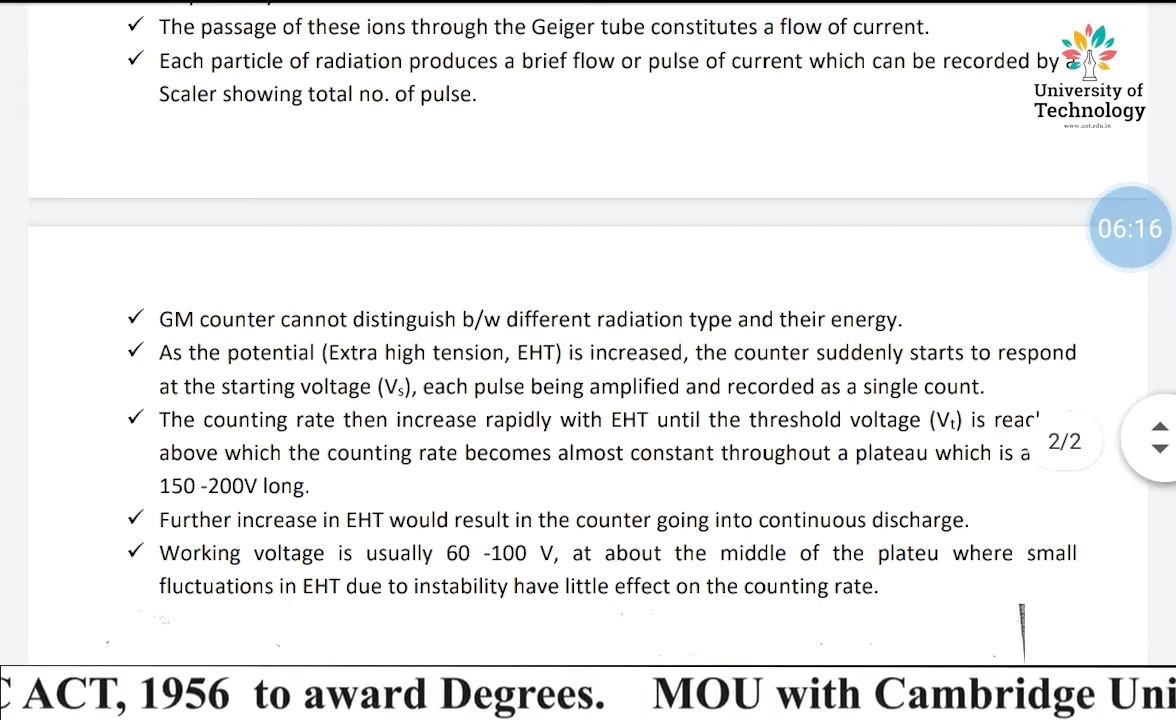 ✓ The passage of these ions through the Geiger tube constitutes a flow of current.
✓ Each particle of radiation produces a brief flow or pulse of current which can be recorded by a
Scaler showing total no. of pulse.
University of
Technology
www.uot.edu.in
06:16
✓ GM counter cannot distinguish b/w different radiation type and their energy.
✓ As the potential (Extra high tension, EHT) is increased, the counter suddenly starts to respond
at the starting voltage (Vs), each pulse being amplified and recorded as a single count.
✓ The counting rate then increase rapidly with EHT until the threshold voltage (Vt) is reac
above which the counting rate becomes almost constant throughout a plateau which is a
2/2
150 -200V long.
✓ Further increase in EHT would result in the counter going into continuous discharge.
✓ Working voltage is usually 60 -100 V, at about the middle of the plateu where small
fluctuations in EHT due to instability have little effect on the counting rate.
ACT, 1956 to award Degrees. MOU with Cambridge Uni